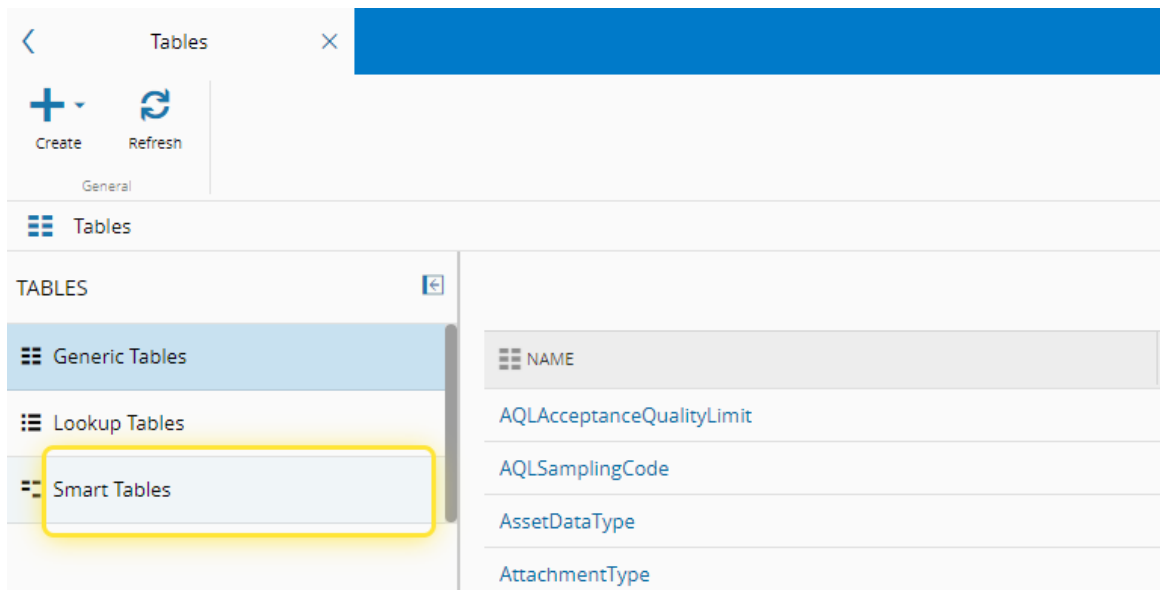 Tables
Create
Refresh
General
Tables
TABLES
Generic Tables
Lookup Tables
Smart Tables
NAME
AQLAcceptanceQualityLimit
AQLSamplingCode
AssetDataType
AttachmentType